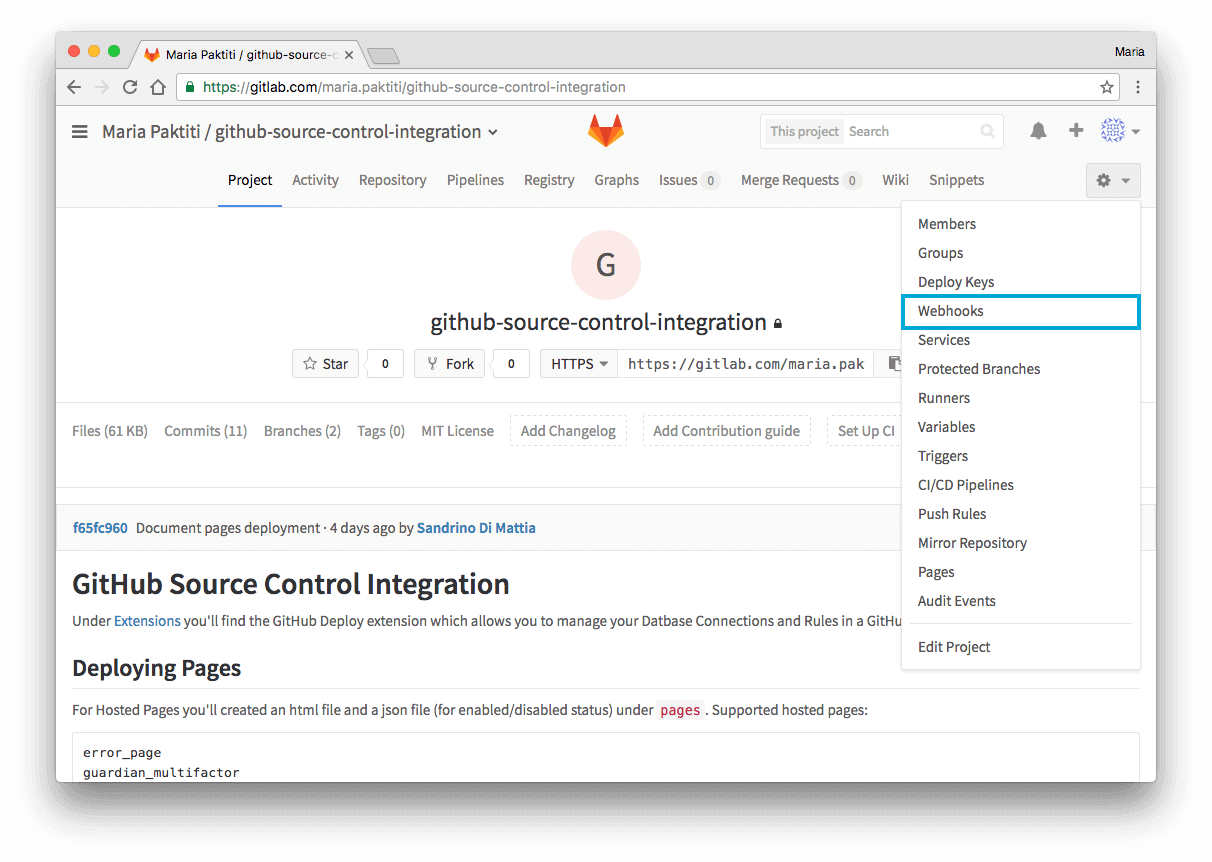 Maria Paktiti / github-source-c
Maria
https://gitlab.com/maria.paktiti/github-source-control-integration
Maria Paktiti / github-source-control-integration
This project Search
Project Activity Repository Pipelines Registry Graphs Issues 0 Merge Requests 0 Wiki Snippets
Members
Groups
Deploy Keys
Webhooks
Services
Protected Branches
Runners
Variables
Triggers
CI/CD Pipelines
Push Rules
Mirror Repository
Pages
Audit Events
Edit Project
G
github-source-control-integration
Star 0 Fork 0 HTTPS https://gitlab.com/maria.pak
Files (61 KB) Commits (11) Branches (2) Tags (0) MIT License Add Changelog Add Contribution guide Set Up CI
f65fc960 Document pages deployment · 4 days ago by Sandrino Di Mattia
GitHub Source Control Integration
Under Extensions you'll find the GitHub Deploy extension which allows you to manage your Datbase Connections and Rules in a GitHu
Deploying Pages
For Hosted Pages you'll created an html file and a json file (for enabled/disabled status) under pages . Supported hosted pages:
error_page
guardian_multifactor